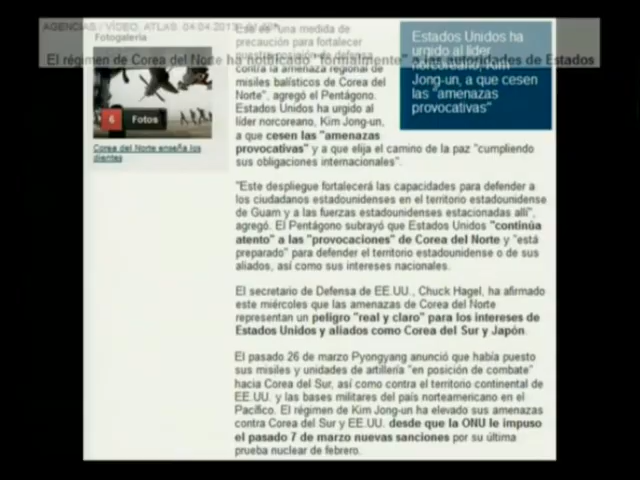 AGENCIAS / VÍDEO: ATLAS 04.04.2013
Fotogalería
El régimen de Corea del Norte ha notificado "formalmente" a las autoridades de Estados
6 Fotos
Corea del Norte enseña los
dientes
Esa es "una medida de
precaución para fortalecer
nuestra posición de defensa
contra la amenaza regional de
misiles balísticos de Corea del
Norte", agregó el Pentágono.
Estados Unidos ha urgido al
líder norcoreano, Kim Jong-un,
a que cesen las "amenazas
provocativas" y a que elija el camino de la paz "cumpliendo
sus obligaciones internacionales".
Estados Unidos ha
urgido al líder
norcoreano, Kim
Jong-un, a que cesen
las "amenazas
provocativas"
"Este despliegue fortalecerá las capacidades para defender a
los ciudadanos estadounidenses en el territorio estadounidense
de Guam y a las fuerzas estadounidenses estacionadas allí",
agregó. El Pentágono subrayó que Estados Unidos "continúa
atento" a las "provocaciones" de Corea del Norte y "está
preparado" para defender el territorio estadounidense o de sus
aliados, así como sus intereses nacionales.
El secretario de Defensa de EE.UU., Chuck Hagel, ha afirmado
este miércoles que las amenazas de Corea del Norte
representan un peligro "real y claro" para los intereses de
Estados Unidos y aliados como Corea del Sur y Japón.
El pasado 26 de marzo Pyongyang anunció que había puesto
sus misiles y unidades de artillería "en posición de combate"
hacia Corea del Sur, así como contra el territorio continental de
EE.UU. y las bases militares del país norteamericano en el
Pacífico. El régimen de Kim Jong-un ha elevado sus amenazas
contra Corea del Sur y EE.UU. desde que la ONU le impuso
el pasado 7 de marzo nuevas sanciones por su última
prueba nuclear de febrero.